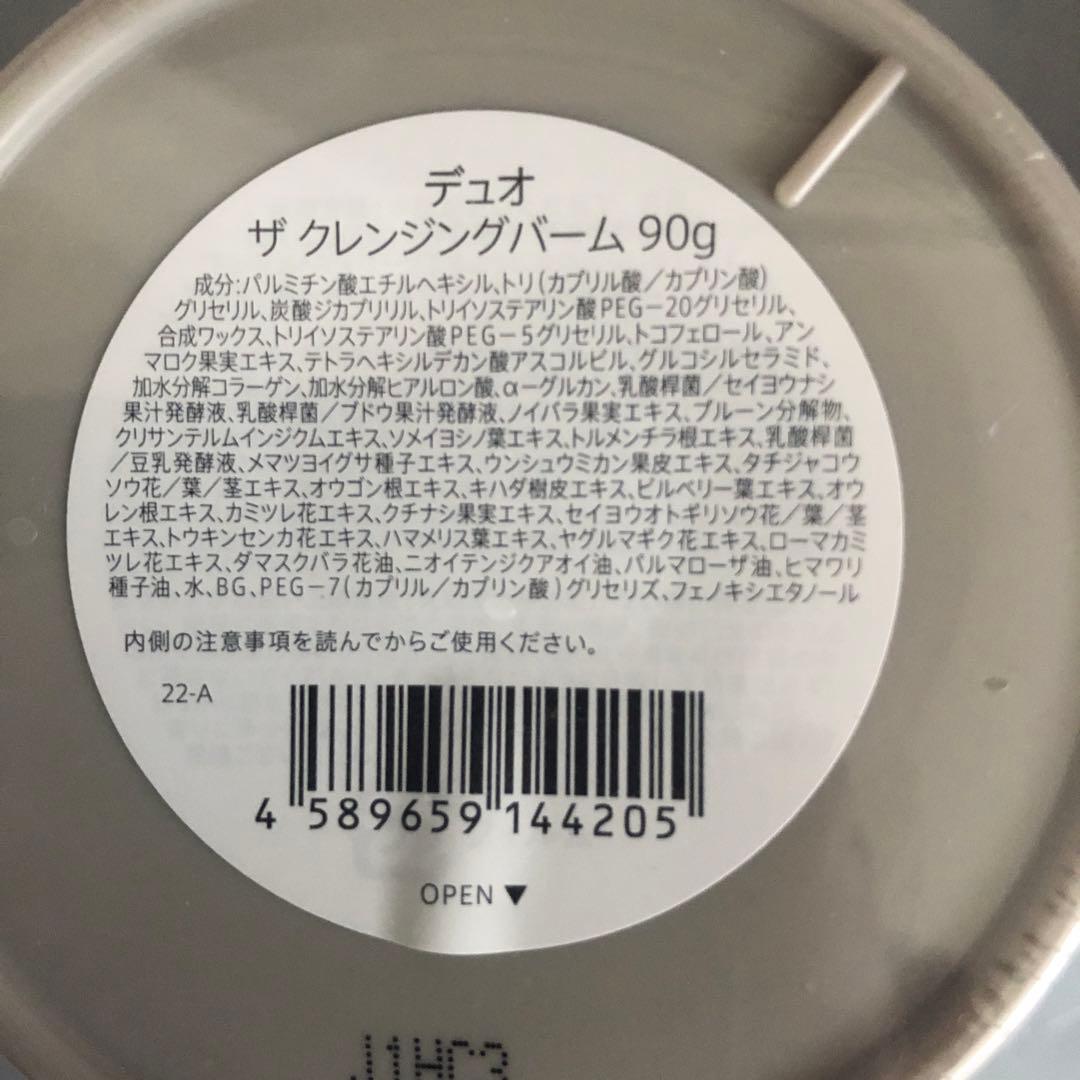 デュオ
ザ クレンジングバーム 90g
成分:パルミチン酸エチルヘキシル、トリ(カプリル酸/カプリン酸)
グリセリル、炭酸ジカプリリル、トリイソステアリン酸PEG-20グリセリル、
合成ワックス、トリイソステアリン酸PEG-5グリセリル、トコフェロール、アン
マロク果実エキス、テトラヘキシルデカン酸アスコルビル、グルコシルセラミド、
加水分解コラーゲン、加水分解ヒアルロン酸、α-グルカン、乳酸桿菌/セイヨウナシ
果汁発酵液、乳酸桿菌/ブドウ果汁発酵液、ノイバラ果実エキス、プルーン分解物、
クリサンテルムインジクムエキス、ソメイヨシノ葉エキス、トルメンチラ根エキス、乳酸桿菌
/豆乳発酵液、メマツヨイグサ種子エキス、ウンシュウミカン果皮エキス、タチジャコウ
ソウ花/葉/茎エキス、オウゴン根エキス、キハダ樹皮エキス、ビルベリー葉エキス、オウ
レン根エキス、カミツレ花エキス、クチナシ果実エキス、セイヨウオトギリソウ花/葉/茎
エキス、トウキンセンカ花エキス、ハマメリス葉エキス、ヤグルマギク花エキス、ローマカミ
ツレ花エキス、ダマスクバラ花油、ニオイテンジクアオイ油、パルマローザ油、ヒマワリ
種子油、水、BG、PEG-7(カプリル/カプリン酸)グリセリズ、フェノキシエタノール
内側の注意事項を読んでからご使用ください。
22-A
4 589659 144205
OPEN ▼
J1HC3